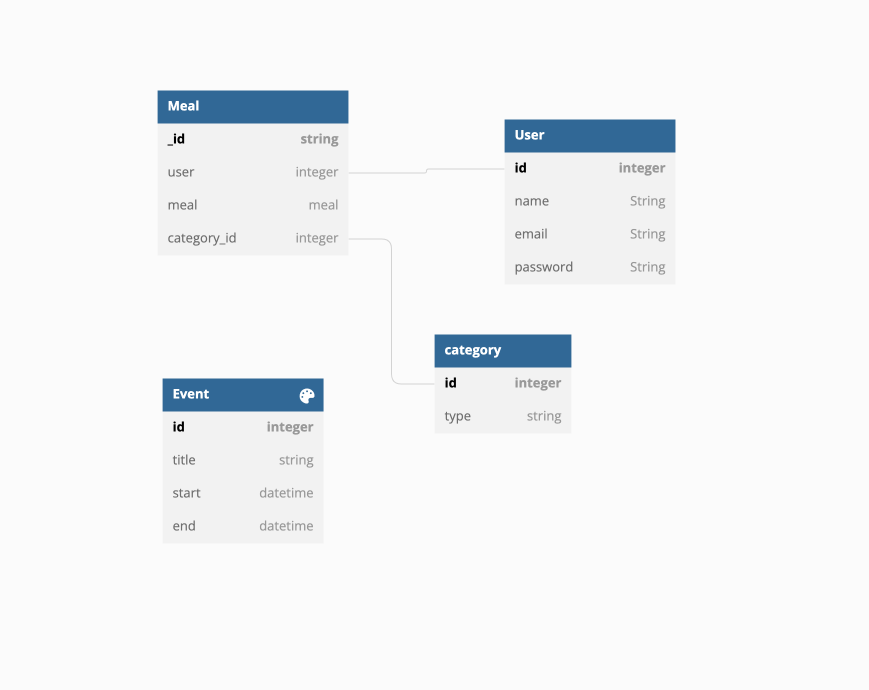 Meal
_id string
user integer
meal meal
category_id integer
User
id integer
name String
email String
password String
category
id integer
type string
Event
id integer
title string
start datetime
end datetime